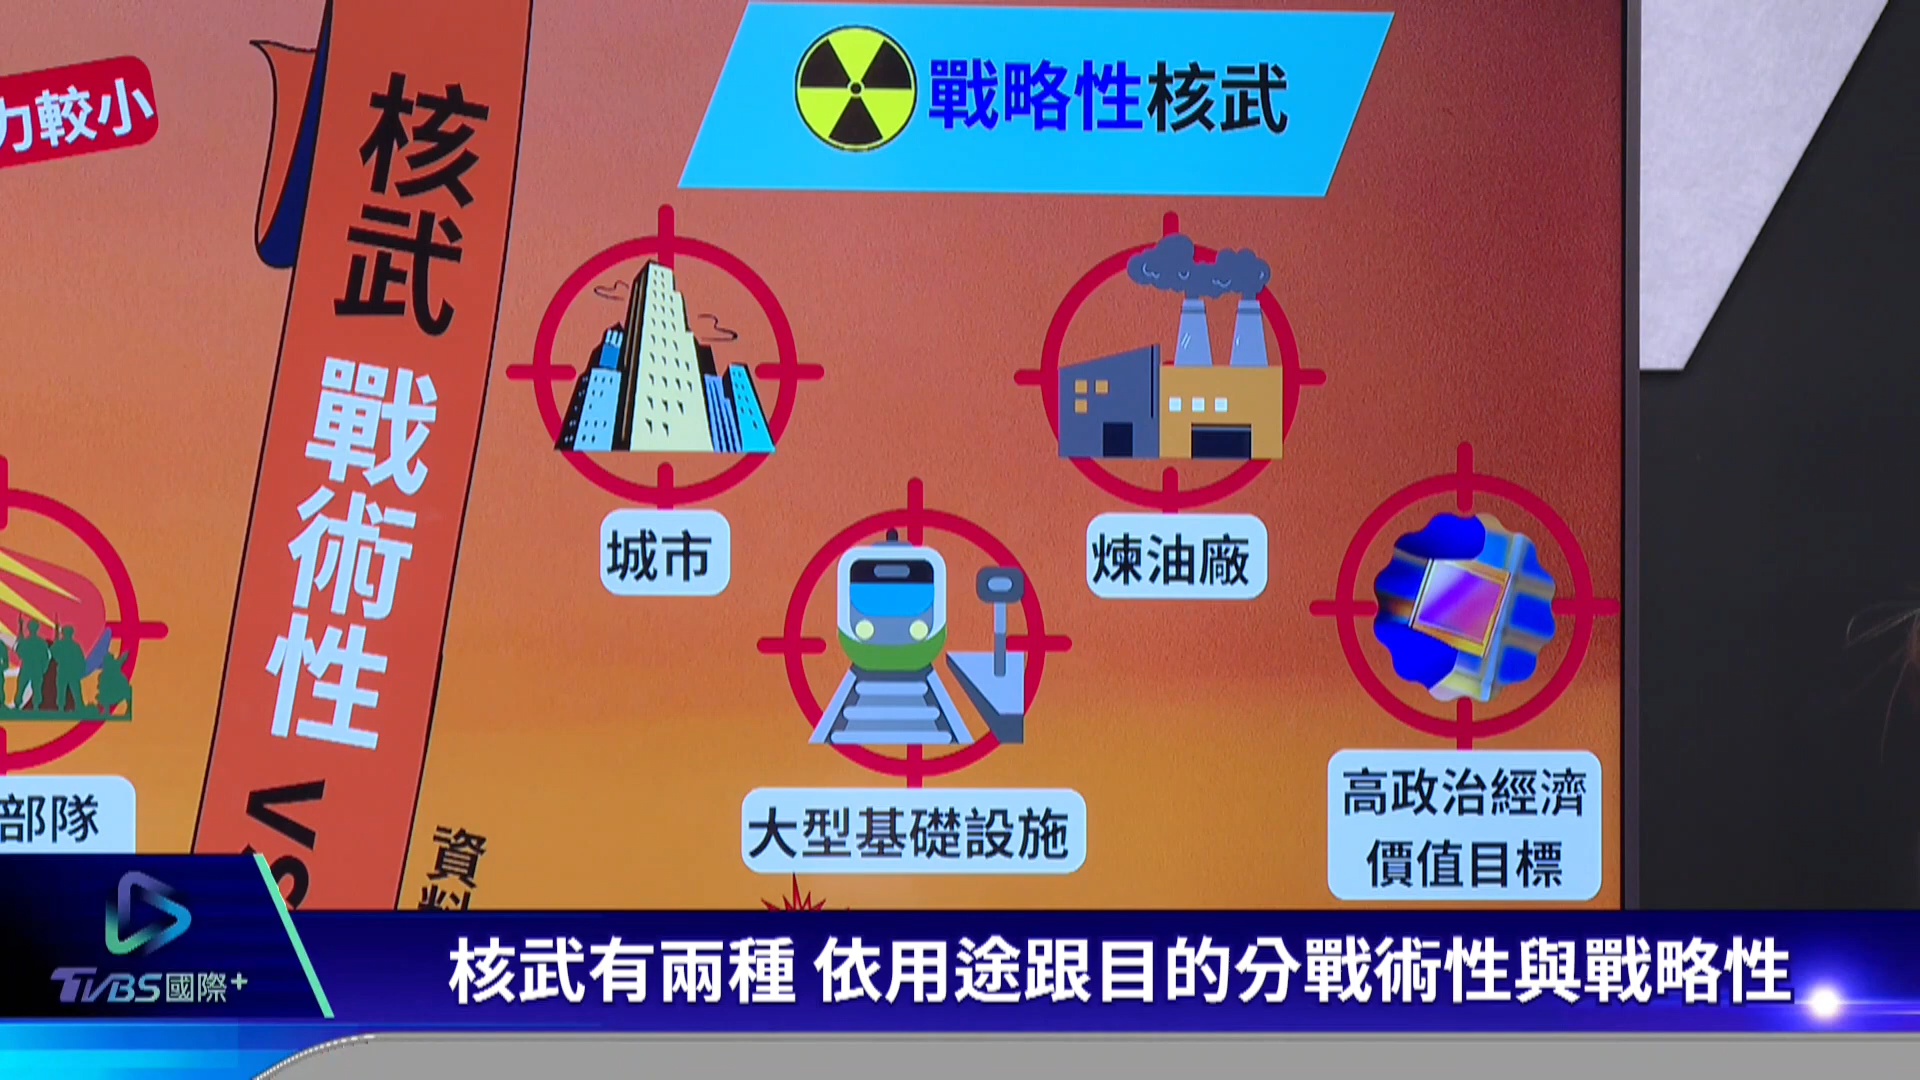 力較小
核武
戰術性
VS
戰略性核武
城市
煉油廠
大型基礎設施
高政治經濟
價值目標
部隊
資料
TVBS國際+
核武有兩種 依用途跟目的分戰術性與戰略性